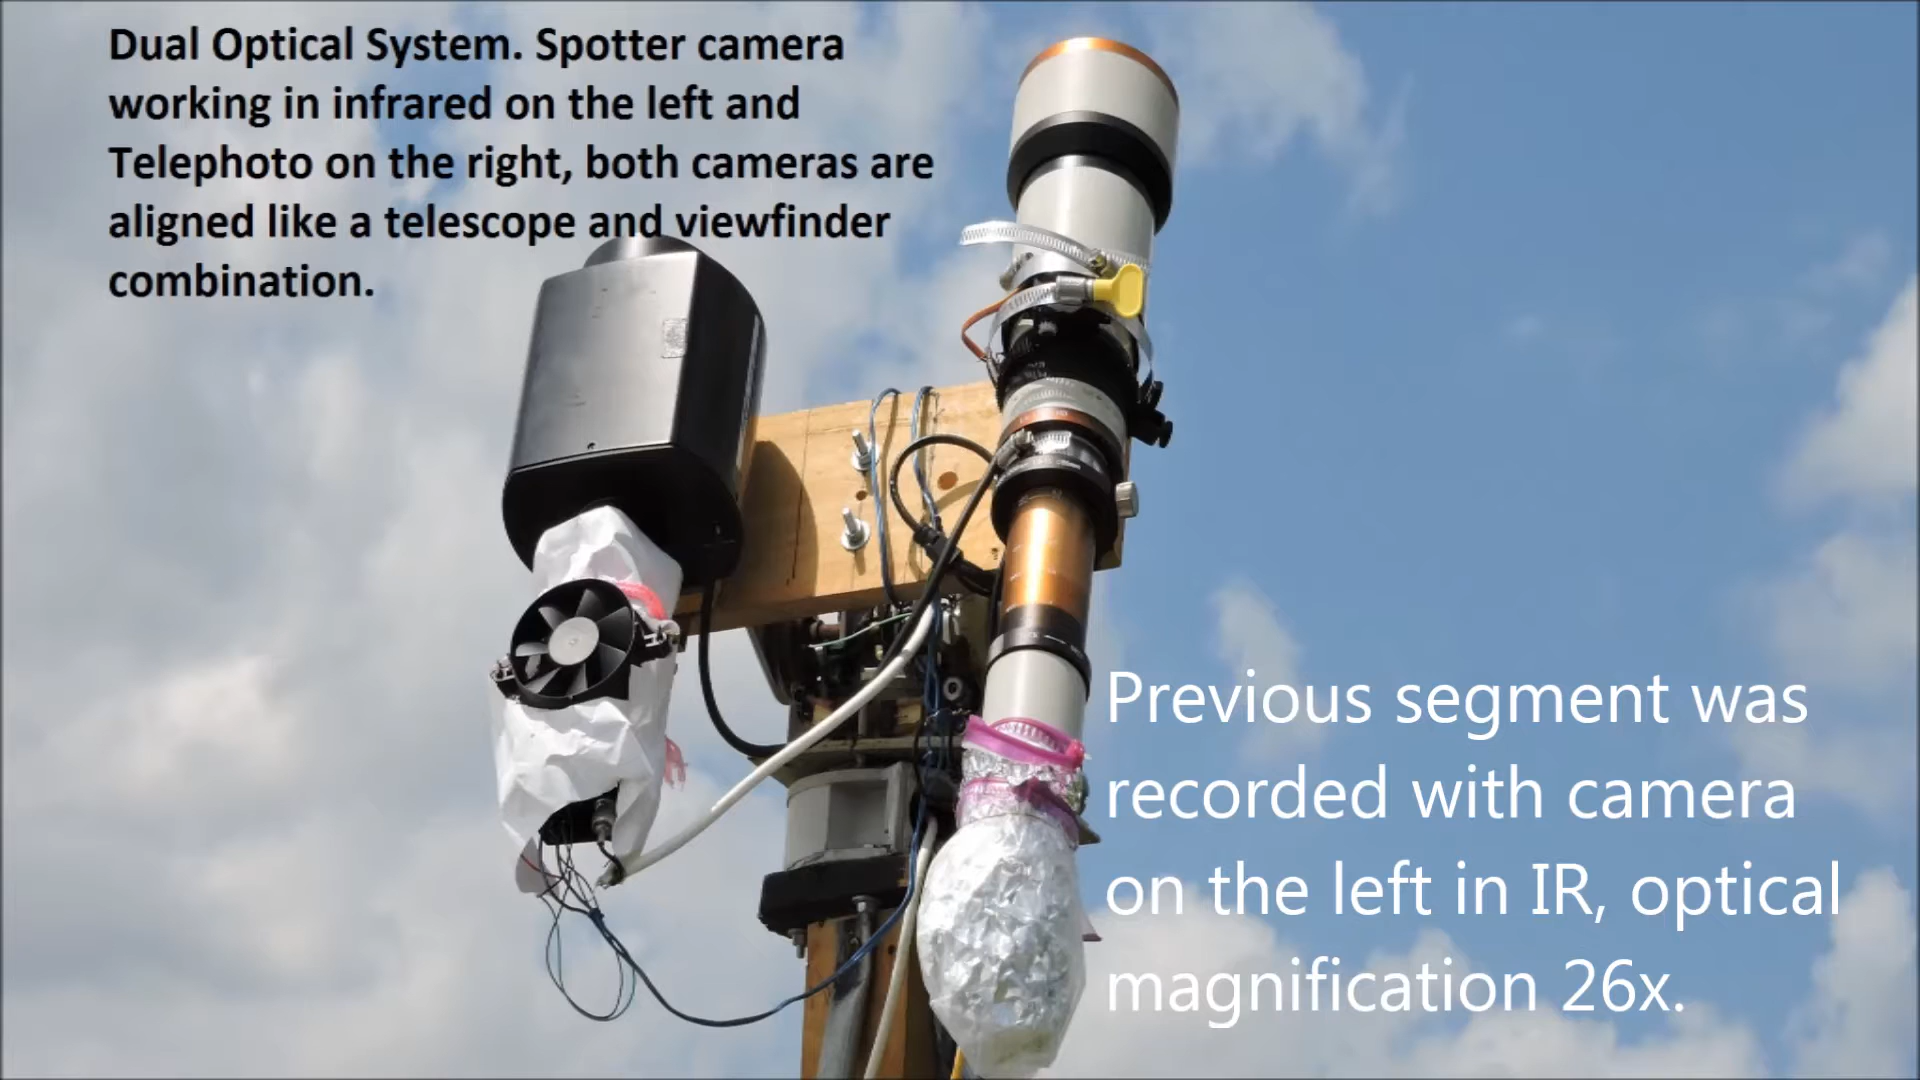 Dual Optical System. Spotter camera
working in infrared on the left and
Telephoto on the right, both cameras are
aligned like a telescope and viewfinder
combination.
Previous segment was
recorded with camera
on the left in IR, optical
magnification 26x.